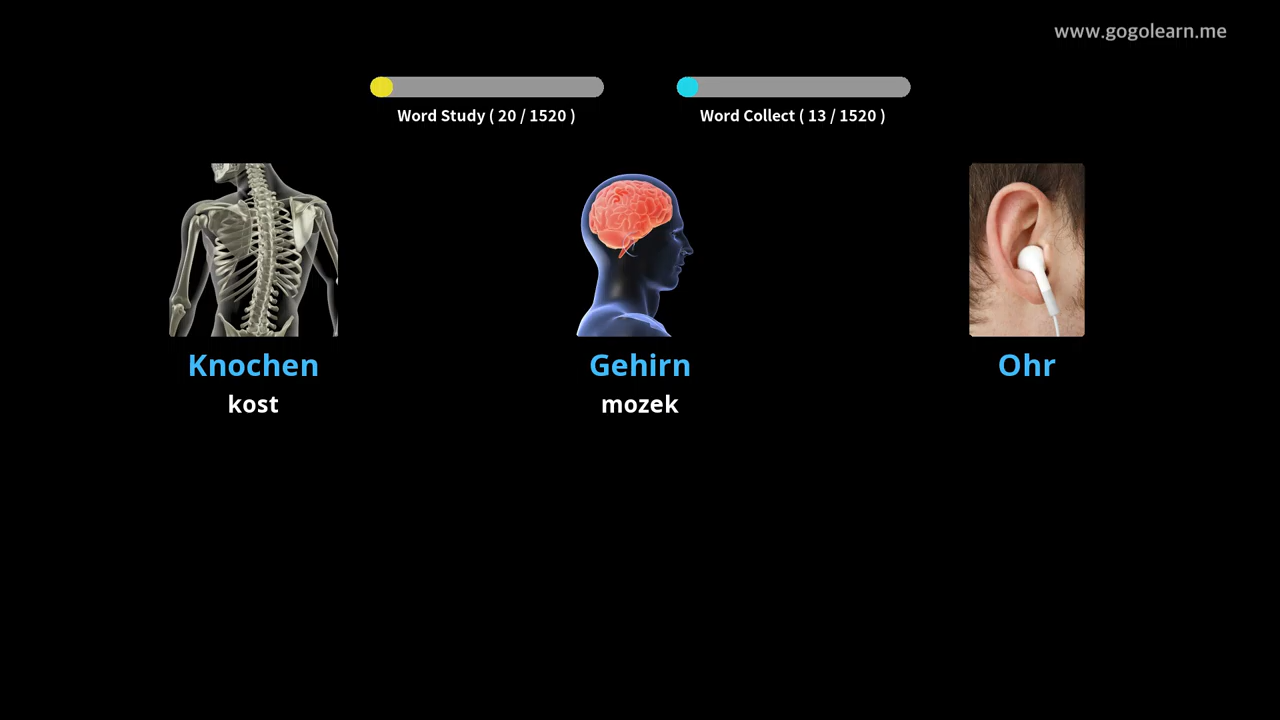 www.gogolearn.me
Word Study ( 20 / 1520 )
Word Collect ( 13 / 1520 )
Knochen
kost
Gehirn
mozek
Ohr